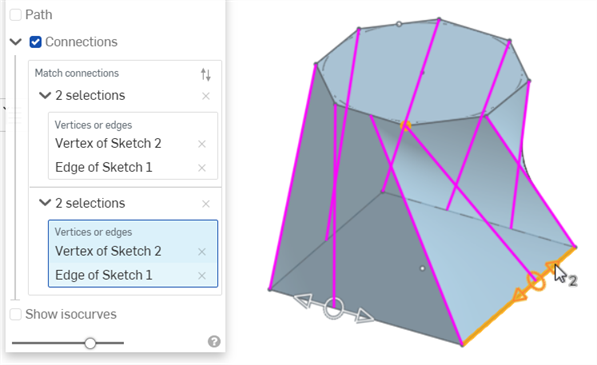 Path
Connections
Match connections
2 selections
Vertices or edges
Vertex of Sketch 2
Edge of Sketch 1
2 selections
Vertices or edges
Vertex of Sketch 2
Edge of Sketch 1
Show isocurves
2